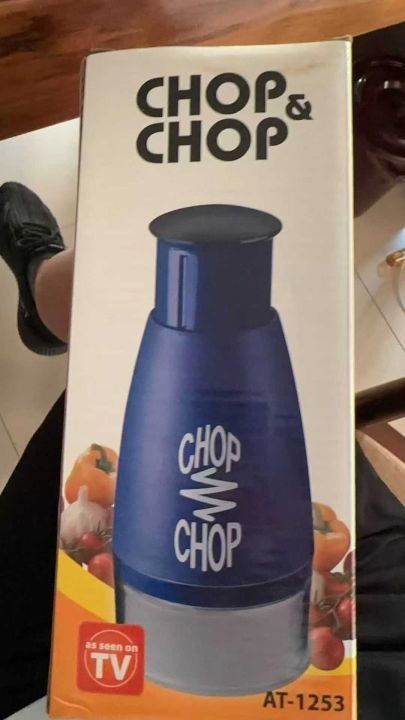 CHOP &
CHOP
CHOP
CHOP
as seen on
TV
AT-1253